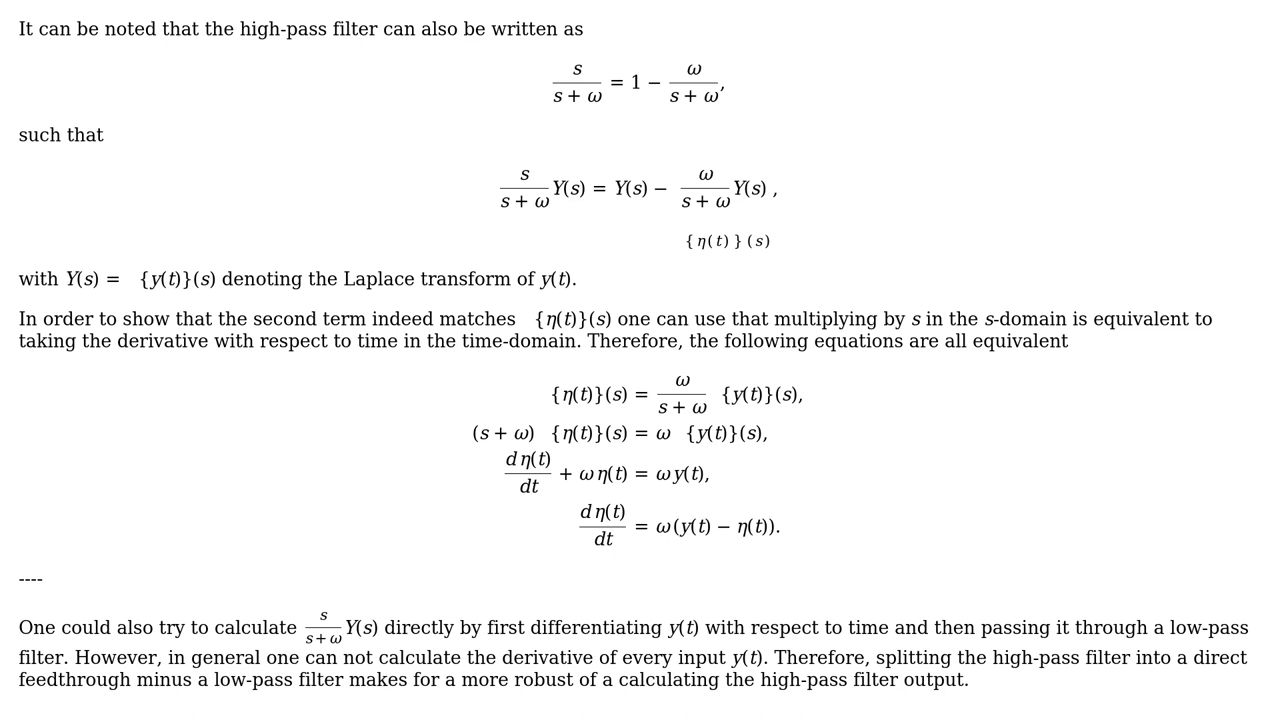 It can be noted that the high-pass filter can also be written as
s/(s + ω) = 1 − ω/(s + ω),
such that
s/(s + ω) Y(s) = Y(s) − ω/(s + ω) Y(s) ,
{ η(t) } (s)
with Y(s) = {y(t)}(s) denoting the Laplace transform of y(t).
In order to show that the second term indeed matches {η(t)}(s) one can use that multiplying by s in the s-domain is equivalent to
taking the derivative with respect to time in the time-domain. Therefore, the following equations are all equivalent
{η(t)}(s) = ω/(s + ω) {y(t)}(s),
(s + ω) {η(t)}(s) = ω {y(t)}(s),
d η(t)/dt + ω η(t) = ω y(t),
d η(t)/dt = ω (y(t) − η(t)).
----
One could also try to calculate s/(s+ω) Y(s) directly by first differentiating y(t) with respect to time and then passing it through a low-pass
filter. However, in general one can not calculate the derivative of every input y(t). Therefore, splitting the high-pass filter into a direct
feedthrough minus a low-pass filter makes for a more robust of a calculating the high-pass filter output.